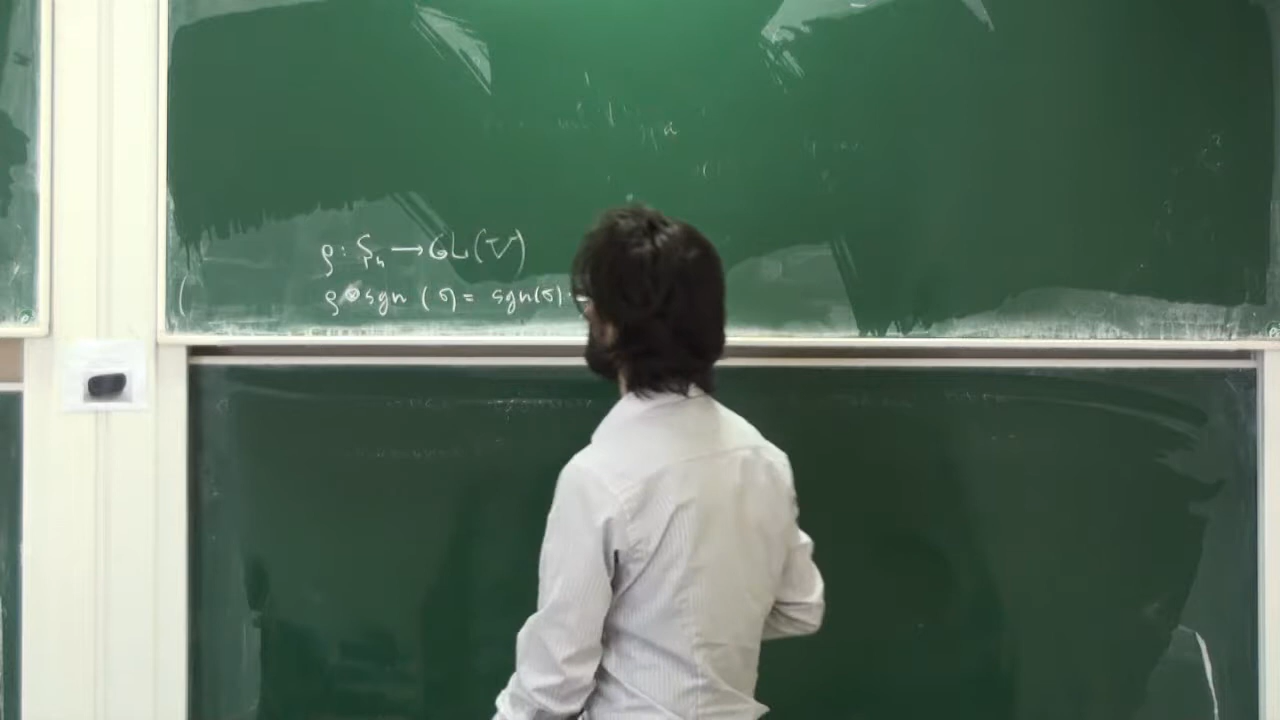 ρ : Sₙ → GL(V)
( ρ⊗sgn (σ) = sgn(σ) ·